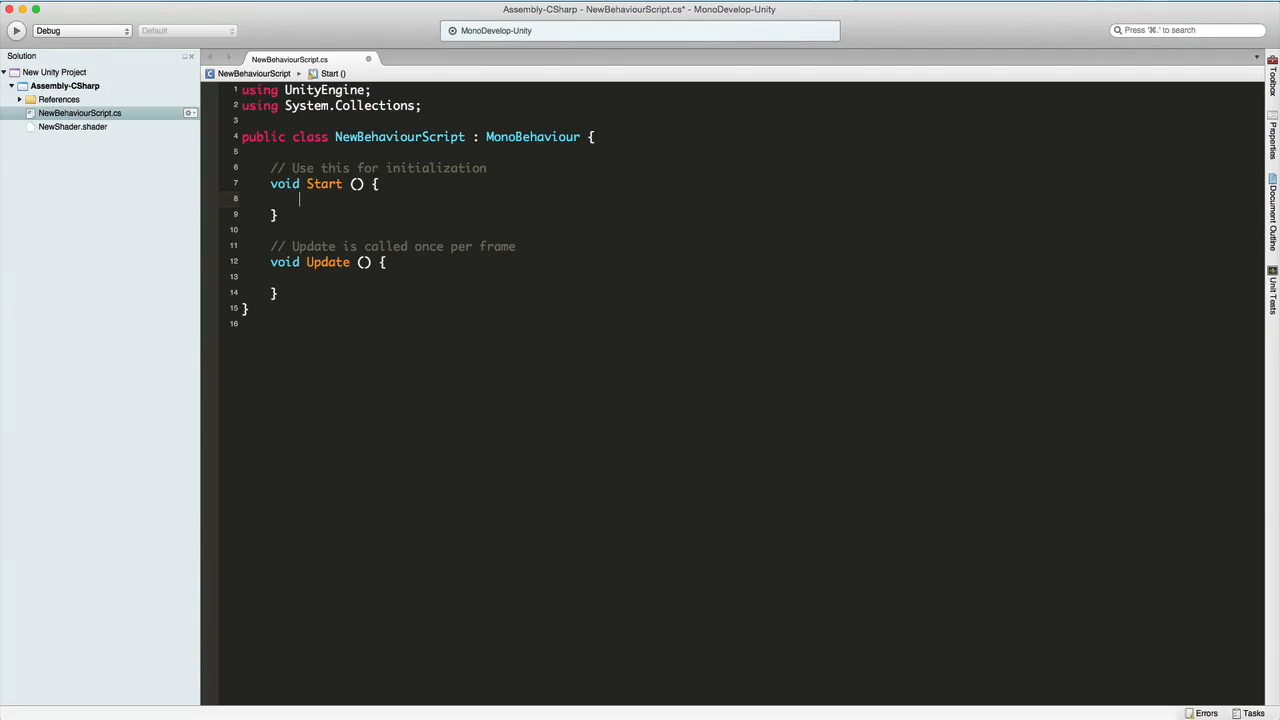 Assembly-CSharp - NewBehaviourScript.cs* - MonoDevelop-Unity
Debug
Default
MonoDevelop-Unity
Press '⌘.' to search
Solution
New Unity Project
Assembly-CSharp
References
NewBehaviourScript.cs
NewShader.shader
NewBehaviourScript.cs
NewBehaviourScript
Start ()
1 using UnityEngine;
2 using System.Collections;
3
4 public class NewBehaviourScript : MonoBehaviour {
5
6 // Use this for initialization
7 void Start () {
8
9 }
10
11 // Update is called once per frame
12 void Update () {
13
14 }
15 }
16
Toolbox
Properties
Document Outline
Unit Tests
Errors
Tasks